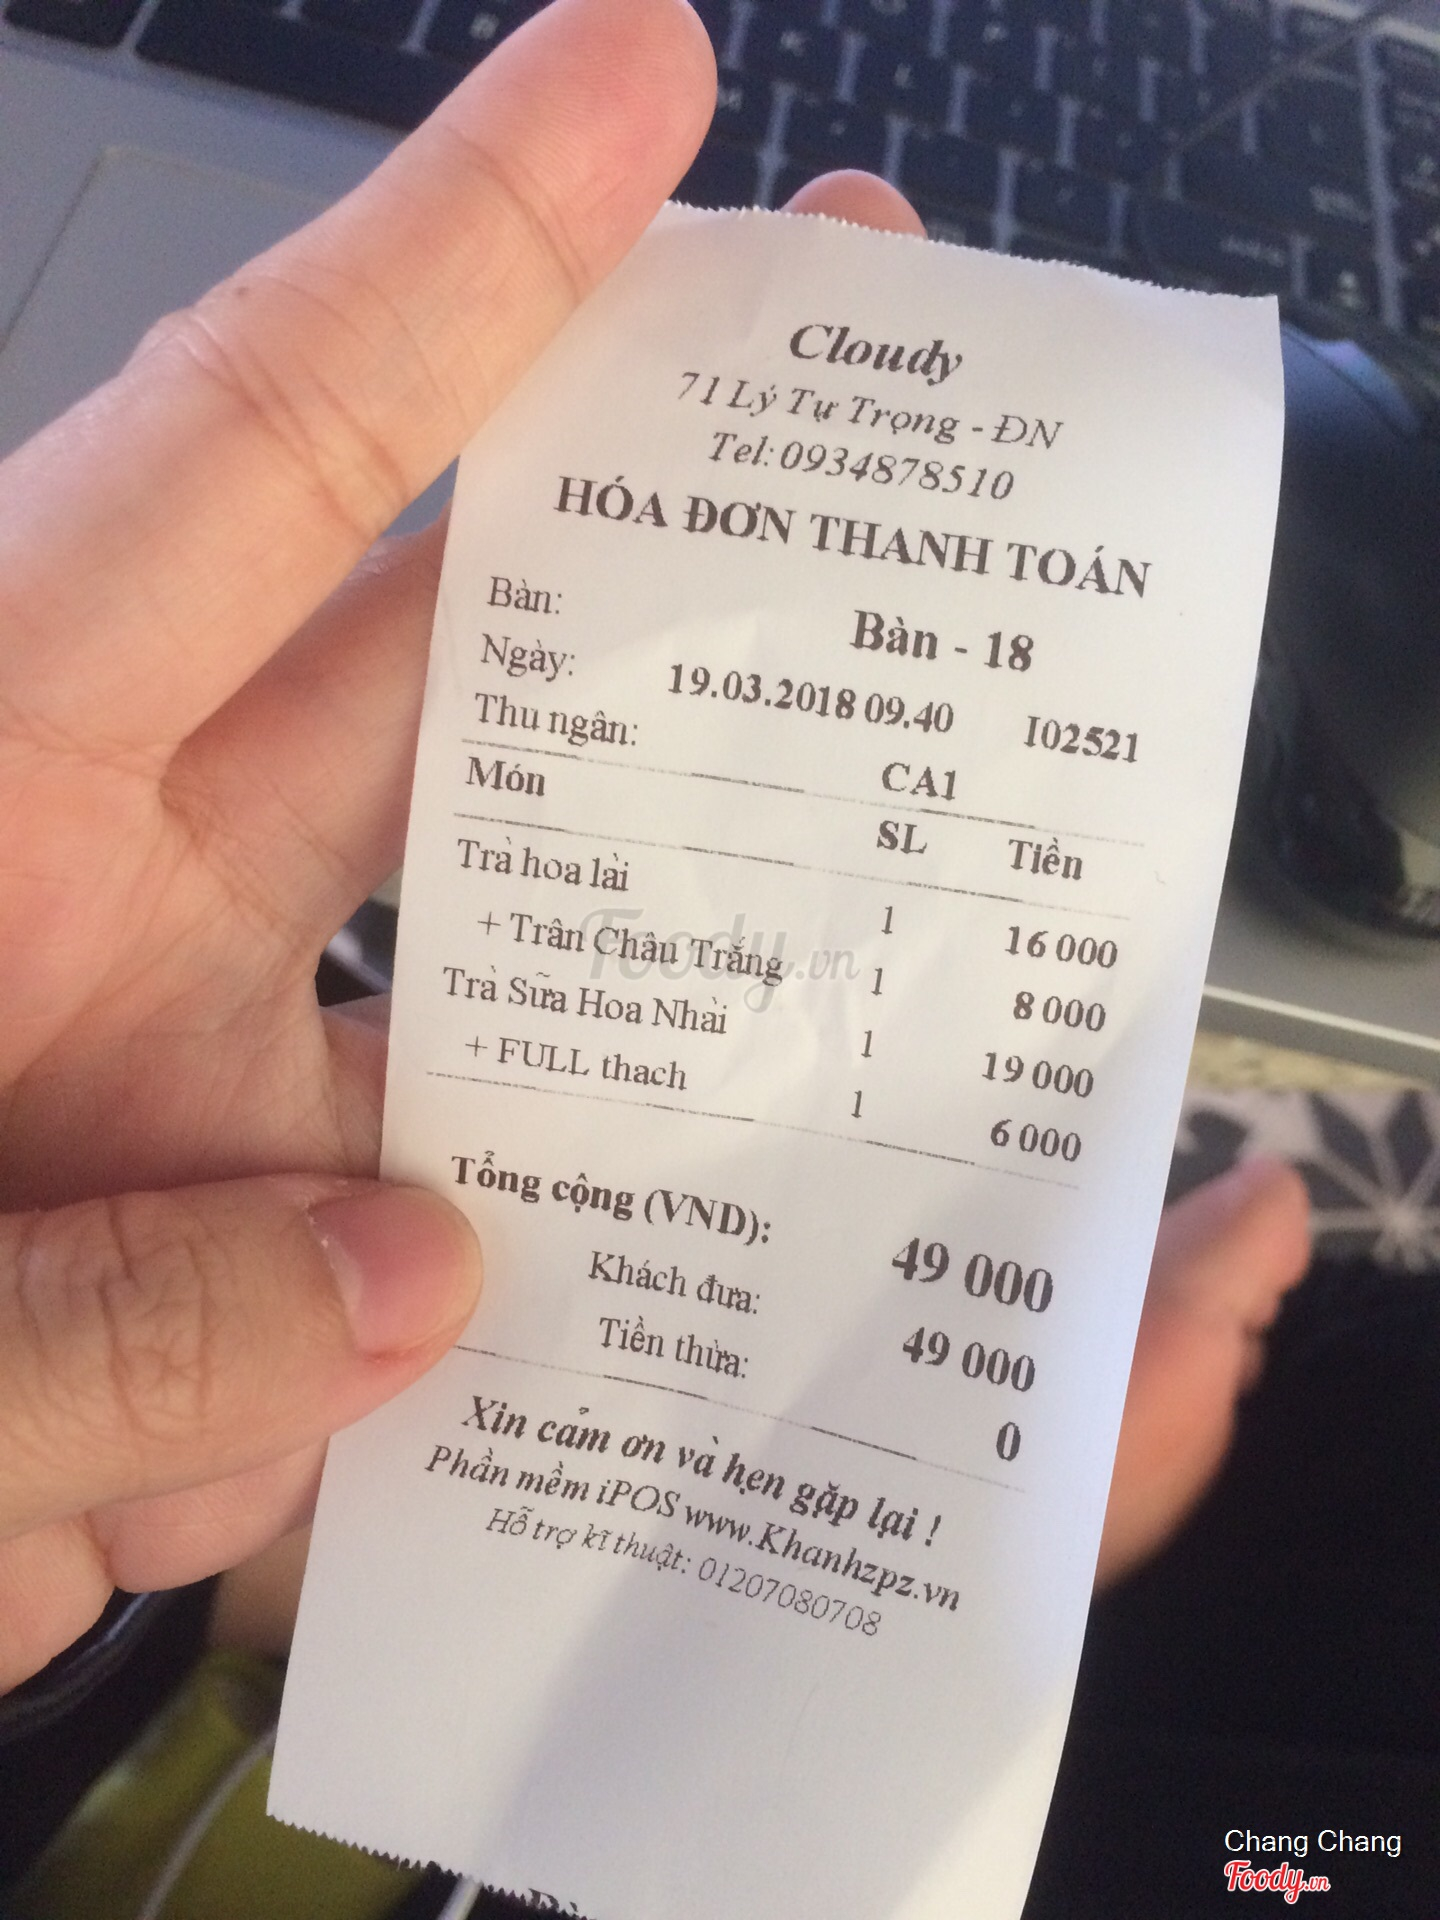 Cloudy
71 Lý Tự Trọng - ĐN
Tel: 0934878510
HÓA ĐƠN THANH TOÁN
Bàn: Bàn - 18
Ngày: 19.03.2018 09.40 I02521
Thu ngân: CA1
Món SL Tiền
Trà hoa lài 1 16 000
+ Trân Châu Trắng 1 8 000
Trà Sữa Hoa Nhài 1 19 000
+ FULL thach 1 6 000
Tổng cộng (VND): 49 000
Khách đưa: 49 000
Tiền thừa: 0
Xin cảm ơn và hẹn gặp lại !
Phần mềm iPOS www.Khanhzpz.vn
Hỗ trợ kĩ thuật: 01207080708
Foody.vn
Chang Chang
Foody.vn